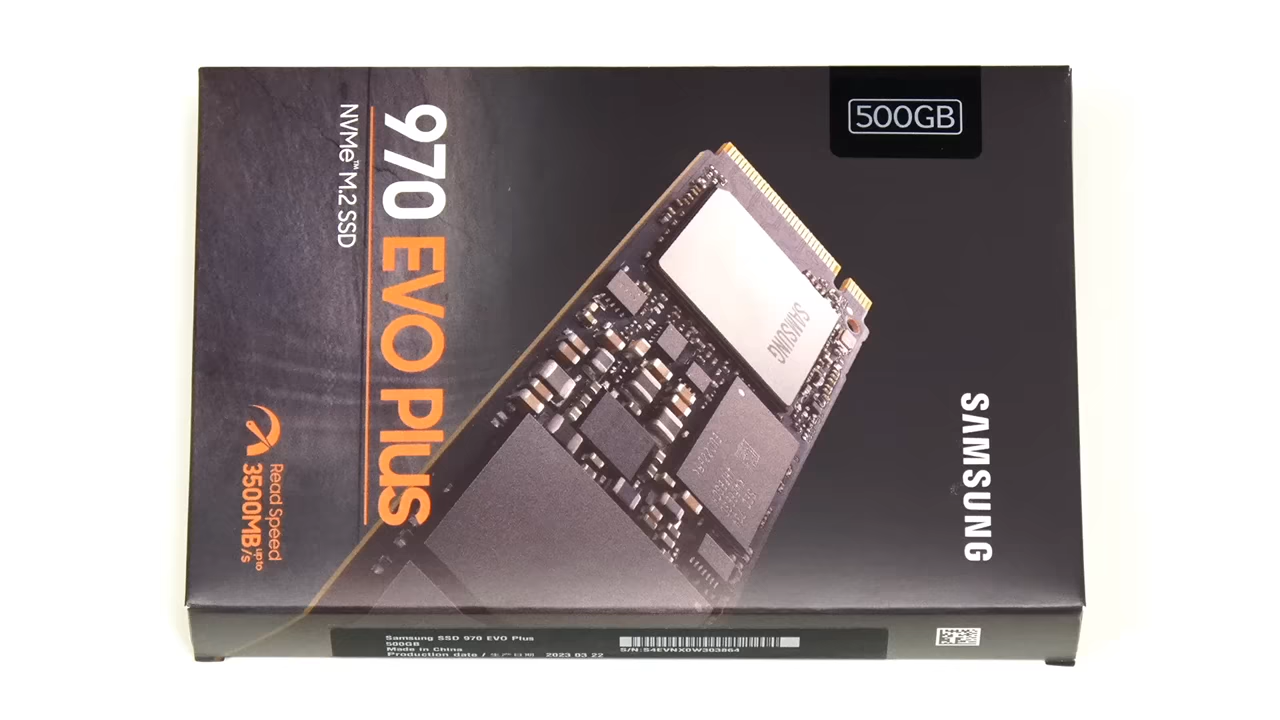 500GB
SAMSUNG
970 EVO Plus
NVMe™ M.2 SSD
Read Speed
up to
3500MB/s
SAMSUNG
Samsung SSD 970 EVO Plus
500GB
Made in China
Production date / 生产日期 2023 03 22
S/N:S4EVNX0W303864